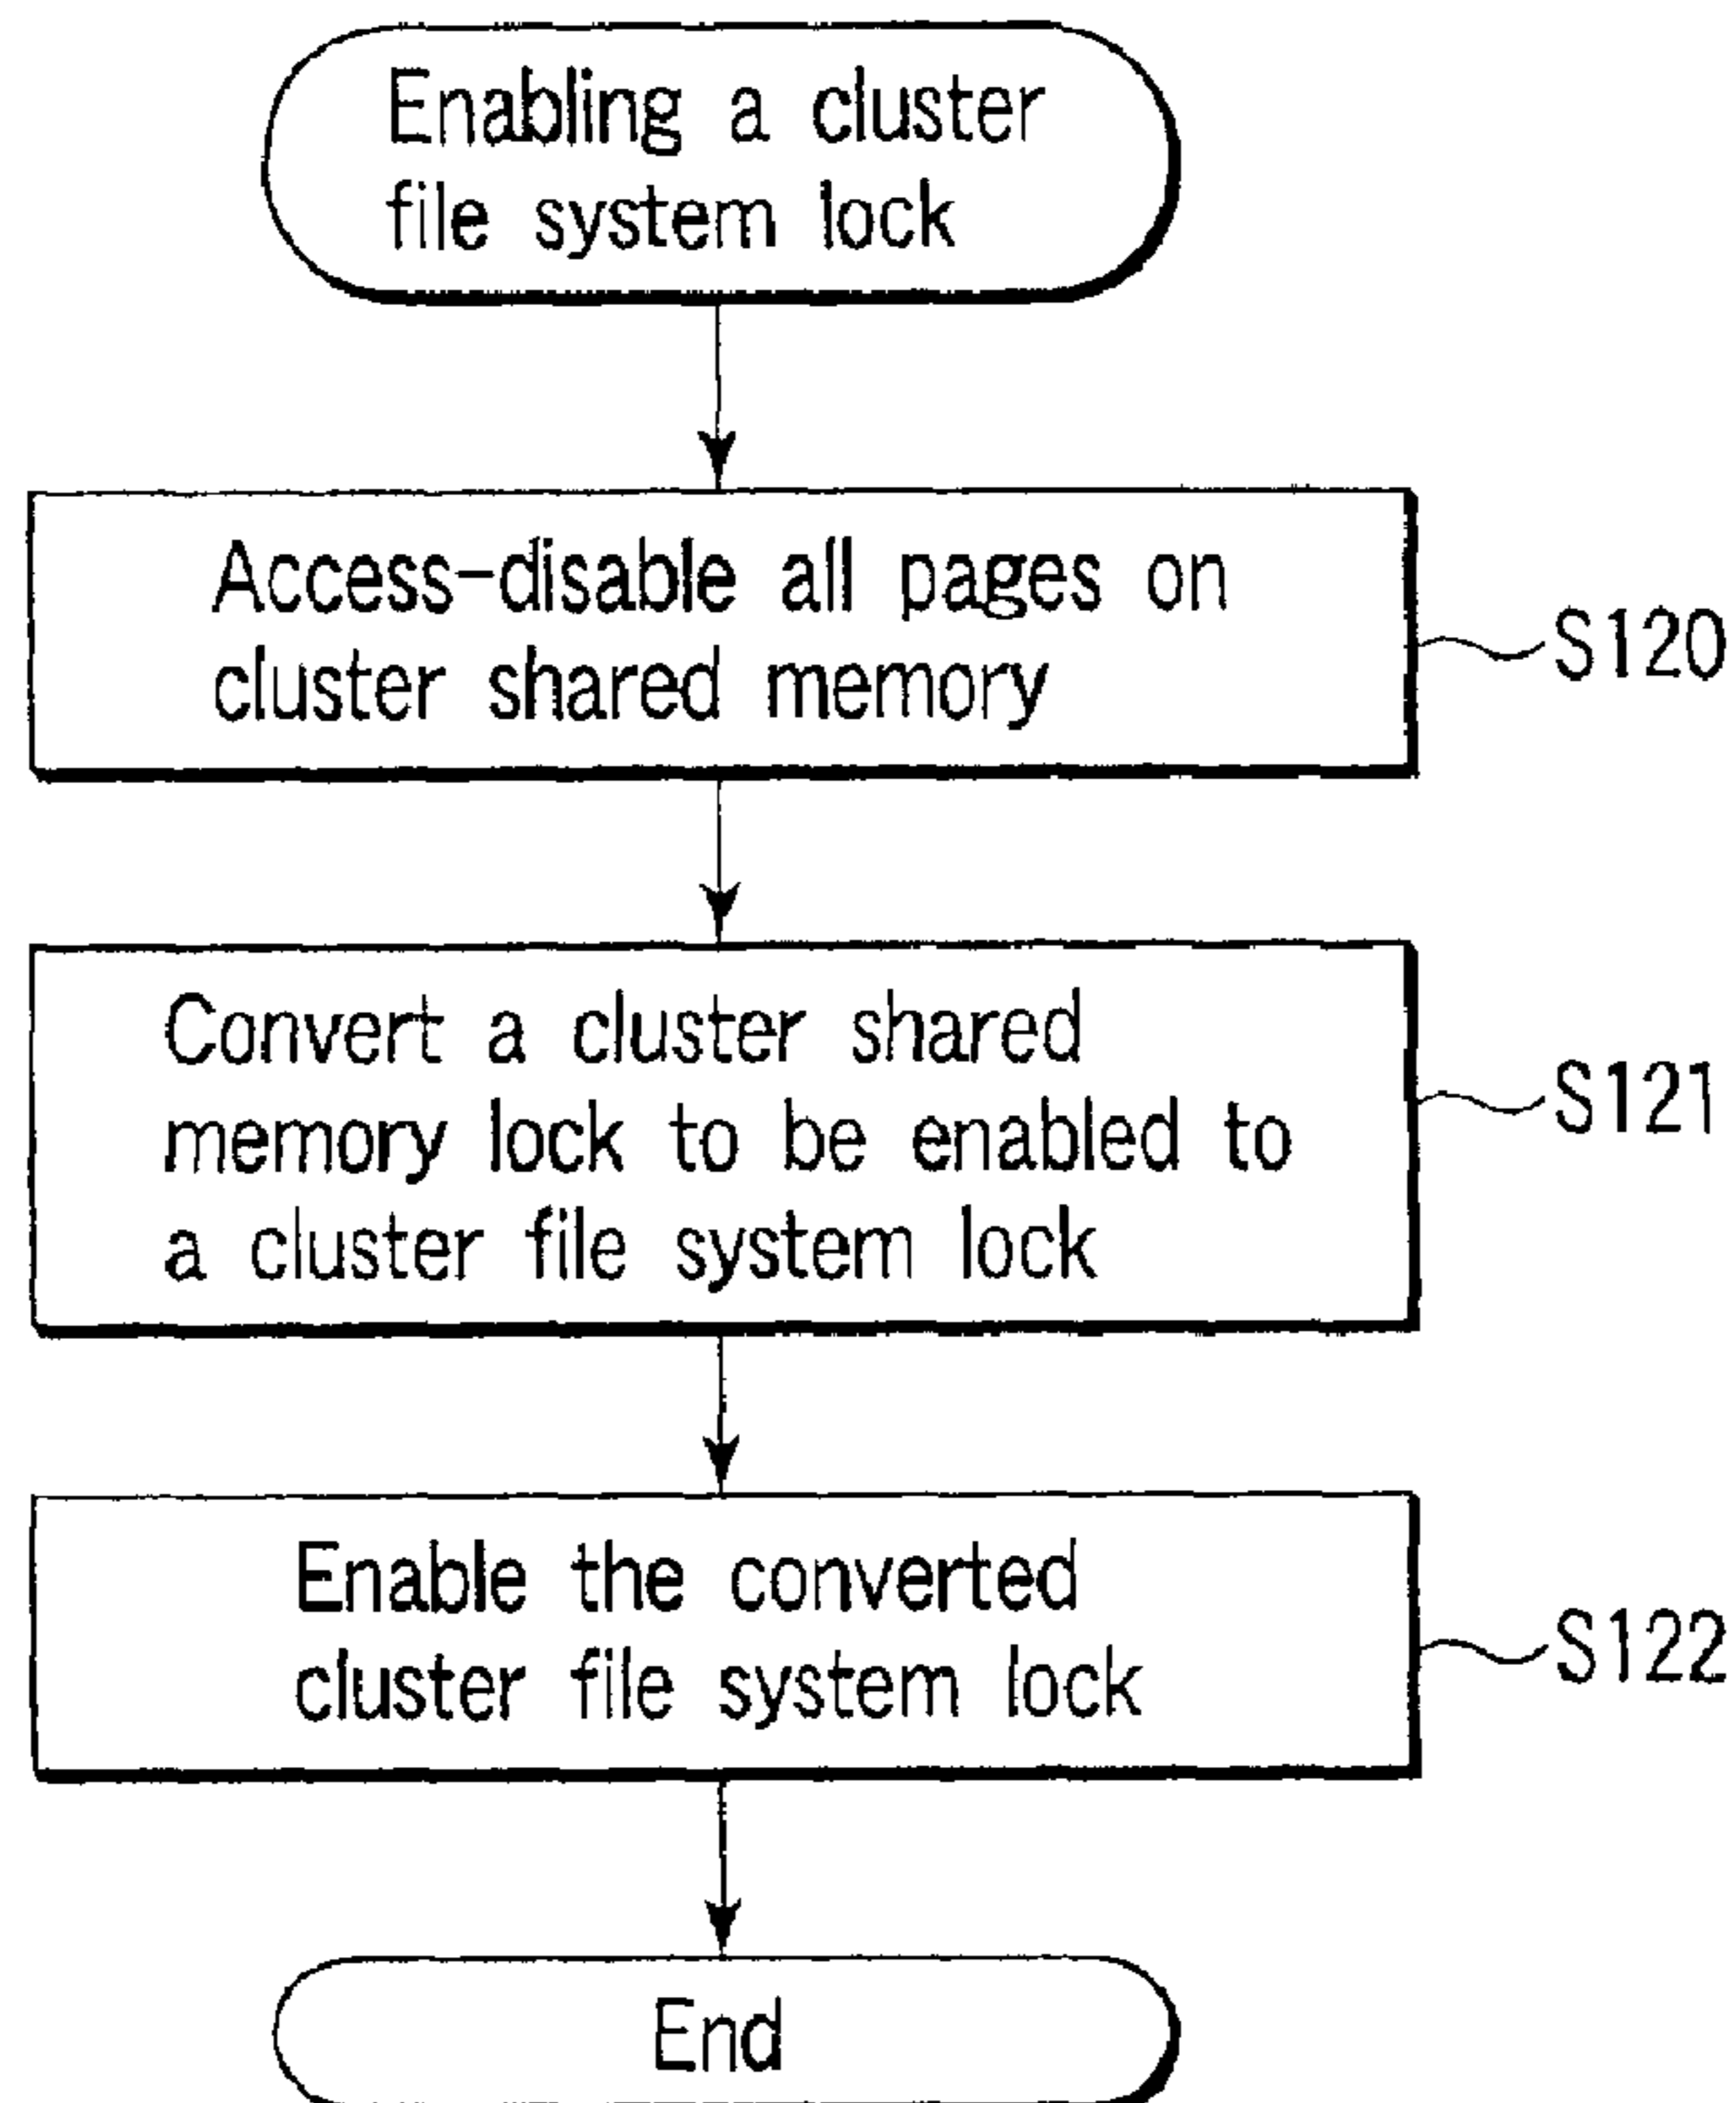 Enabling a cluster
file system lock
Access-disable all pages on
cluster shared memory
S120
Convert a cluster shared
memory lock to be enabled to
a cluster file system lock
S121
Enable the converted
cluster file system lock
S122
End